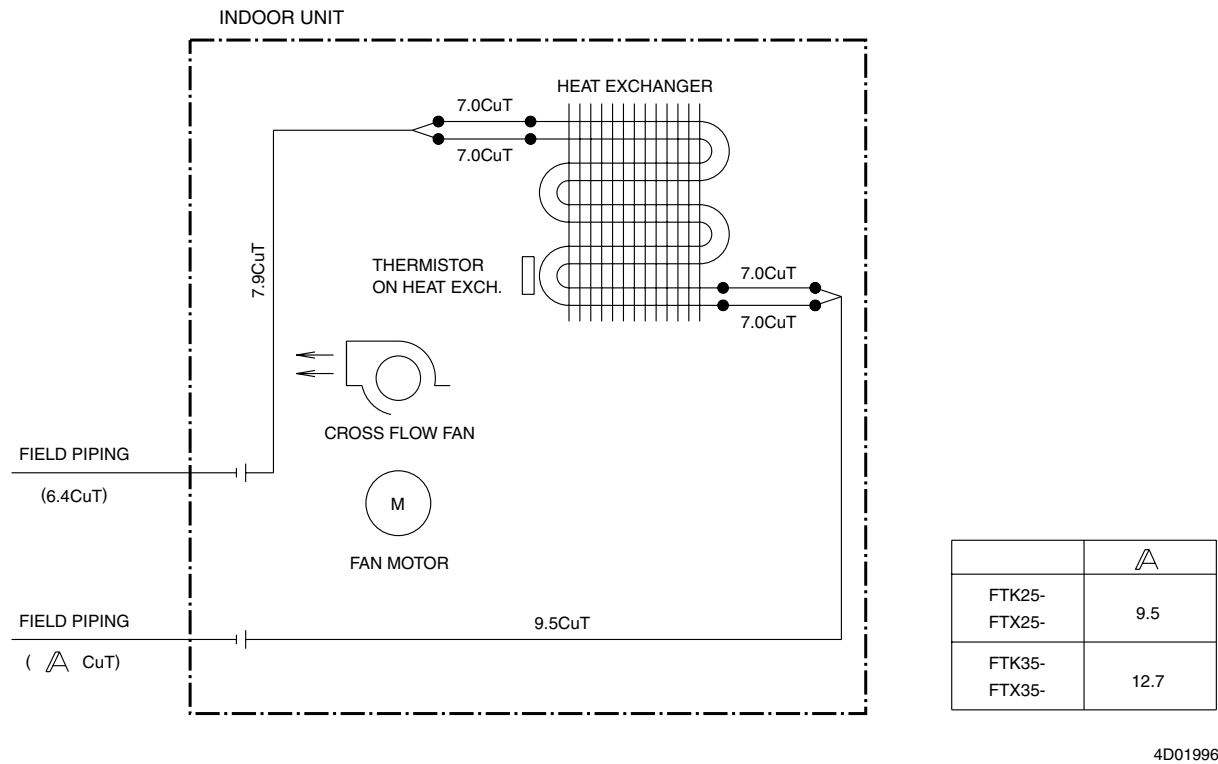 INDOOR UNIT
HEAT EXCHANGER
7.0CuT
7.0CuT
7.9CuT
THERMISTOR
ON HEAT EXCH.
7.0CuT
7.0CuT
CROSS FLOW FAN
FIELD PIPING
(6.4CuT)
M
FAN MOTOR
FIELD PIPING
( A CuT)
9.5CuT
A
FTK25-
FTX25-
9.5
FTK35-
FTX35-
12.7
4D01996